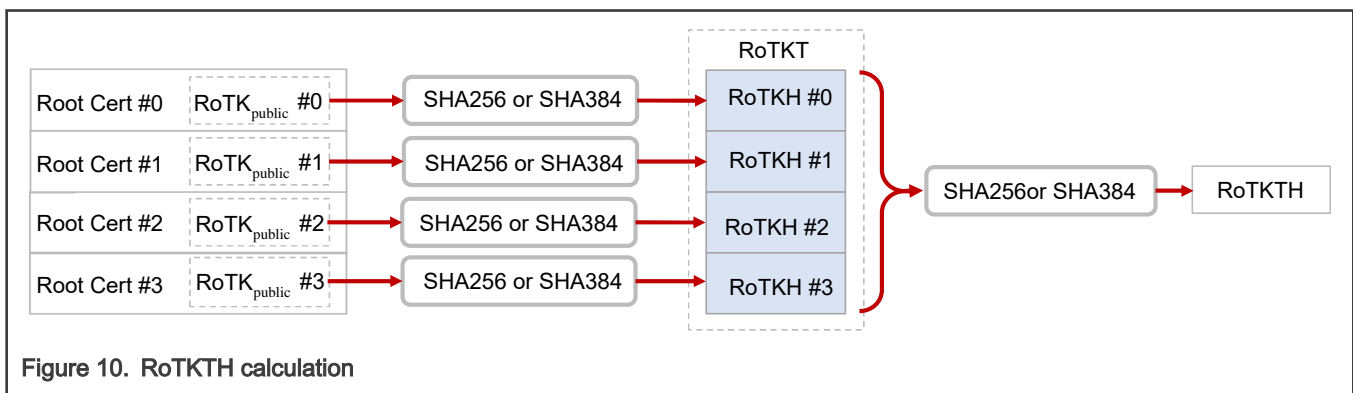 RoTKT
Root Cert #0 RoTKpublic #0 SHA256 or SHA384 RoTKH #0
Root Cert #1 RoTKpublic #1 SHA256 or SHA384 RoTKH #1
SHA256or SHA384 RoTKTH
Root Cert #2 RoTKpublic #2 SHA256 or SHA384 RoTKH #2
Root Cert #3 RoTKpublic #3 SHA256 or SHA384 RoTKH #3
Figure 10. RoTKTH calculation